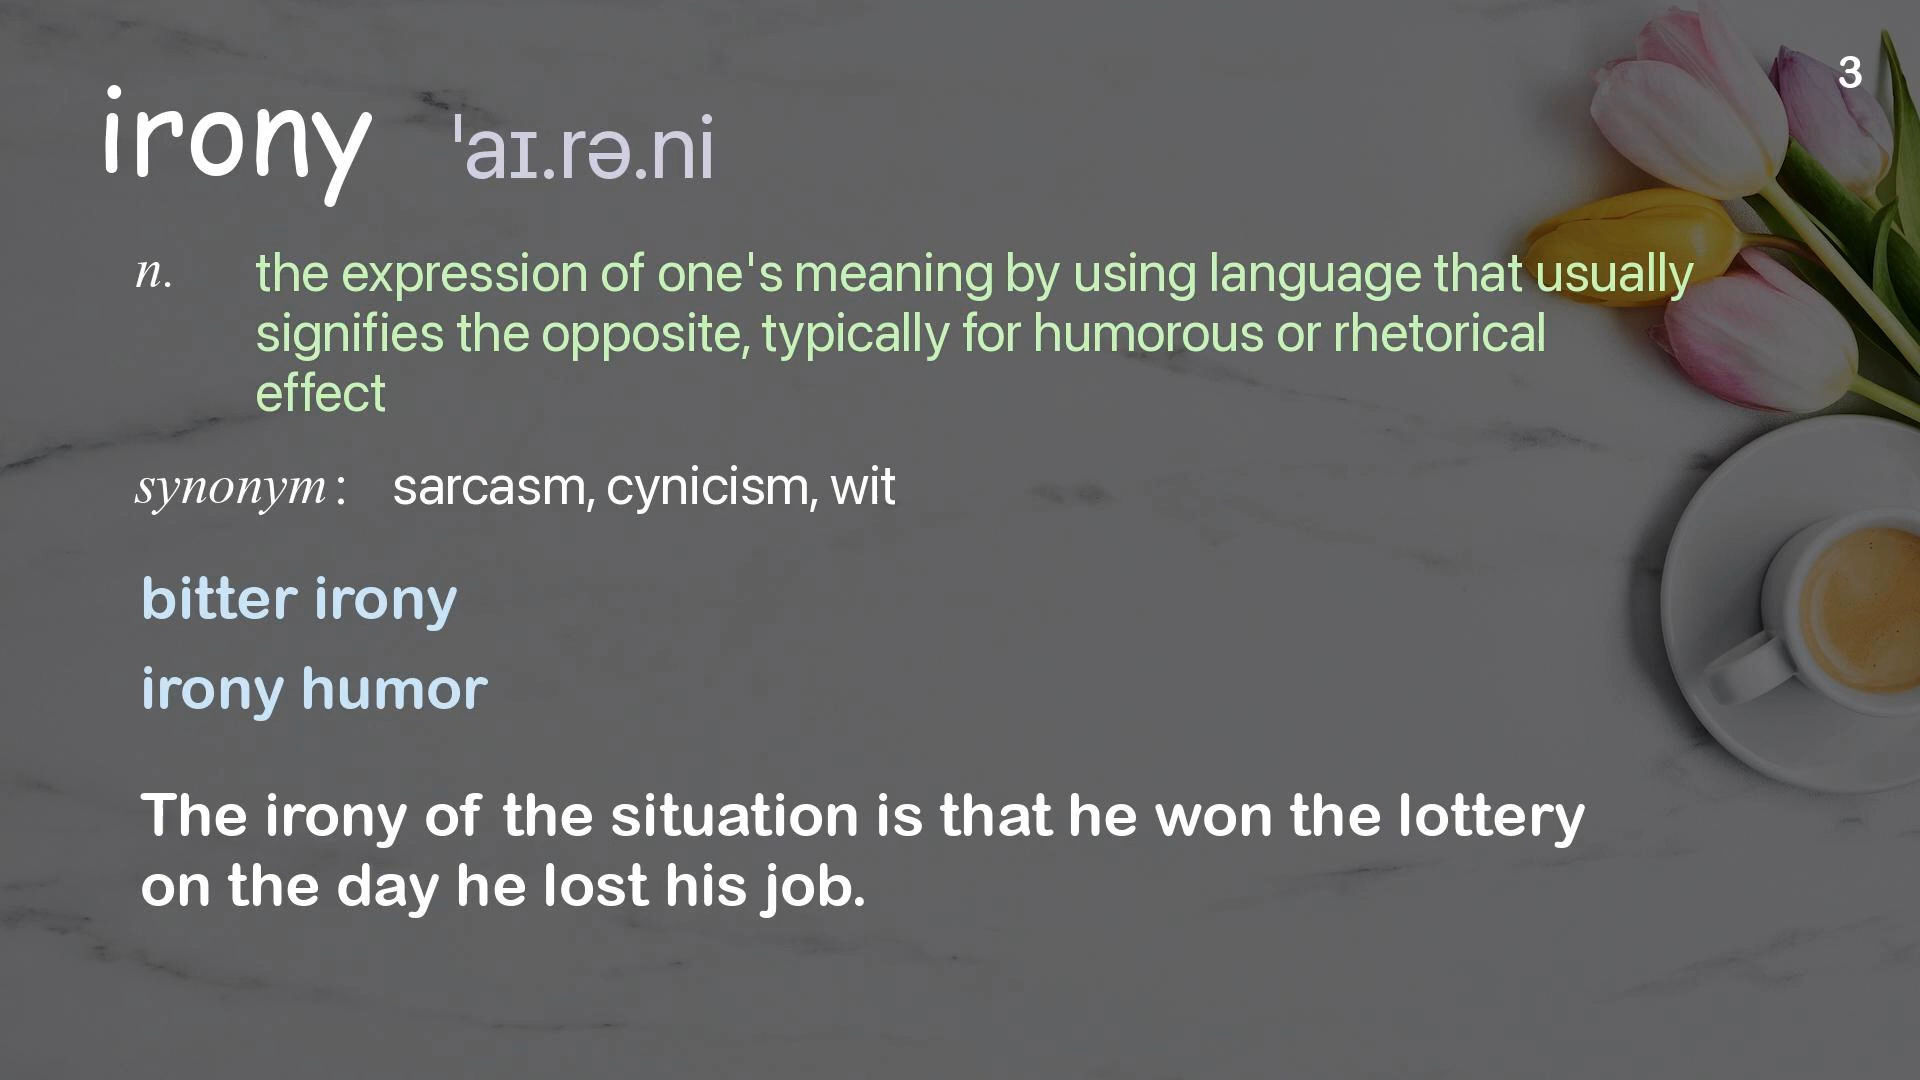 3
irony ˈaɪ.rə.ni
n. the expression of one's meaning by using language that usually
signifies the opposite, typically for humorous or rhetorical
effect
synonym: sarcasm, cynicism, wit
bitter irony
irony humor
The irony of the situation is that he won the lottery
on the day he lost his job.